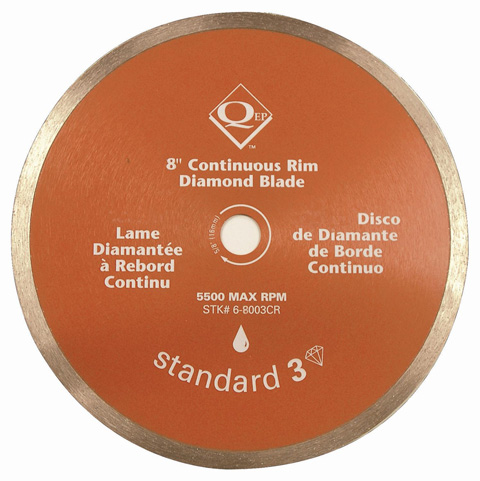 QEP
™
8" Continuous Rim
Diamond Blade
Lame
Diamantée
à Rebord
Continu
5/8" (16mm)
Disco
de Diamante
de Borde
Continuo
5500 MAX RPM
STK# 6-8003CR
standard 3